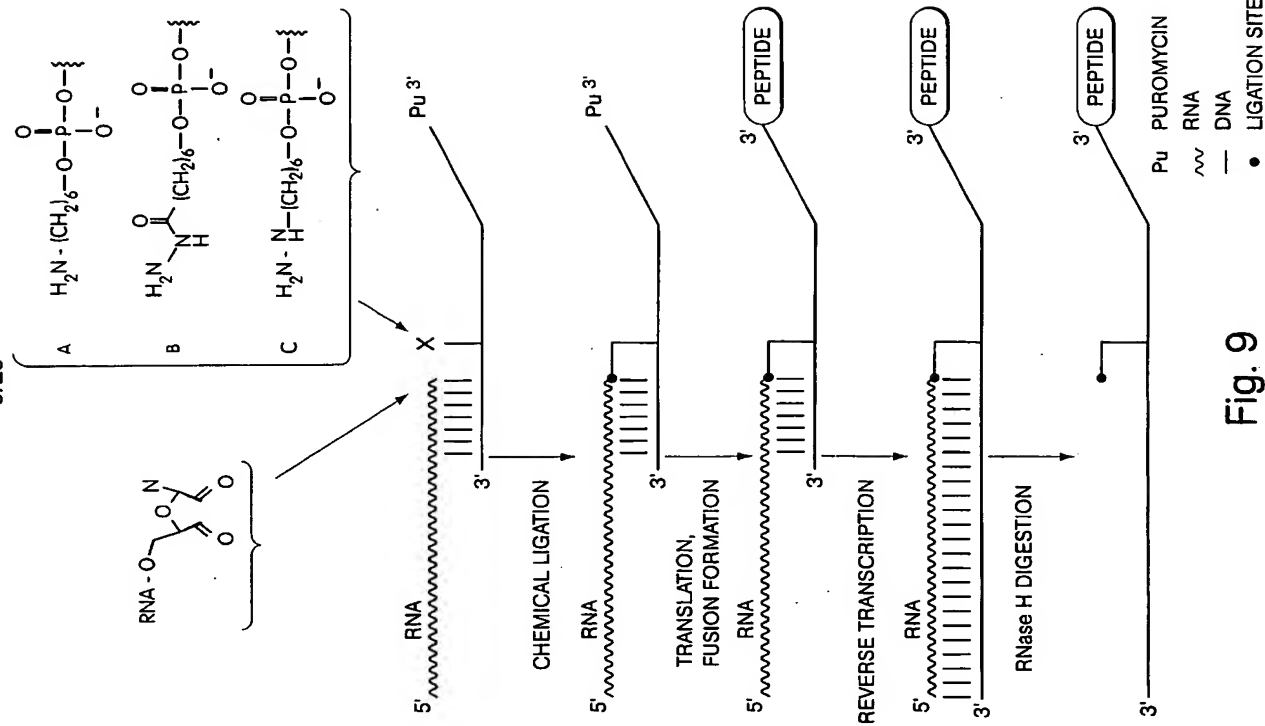 A
H₂N - (CH₂)₆—O—P—O
O
O⁻
B
H₂N
N
H
O
(CH₂)₆—O—P—O
O
O⁻
C
H₂N - N—(CH₂)₆—O—P—O
H
O
O⁻
RNA - O
O
N
O
O
5'
RNA
X
Pu 3'
3'
CHEMICAL LIGATION
5'
RNA
Pu 3'
3'
TRANSLATION,
FUSION FORMATION
5'
RNA
3'
PEPTIDE
3'
REVERSE TRANSCRIPTION
5'
RNA
3'
PEPTIDE
3'
RNase H DIGESTION
3'
PEPTIDE
3'
Pu PUROMYCIN
RNA
DNA
LIGATION SITE
Fig. 9